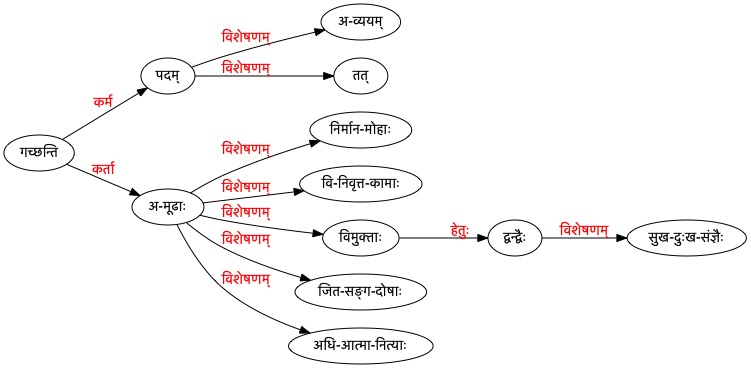 अ-व्ययम्
विशेषणम्
पदम्
विशेषणम्
तत्
कर्म
निर्मान-मोहाः
गच्छन्ति
विशेषणम्
कर्ता
वि-निवृत्त-कामाः
विशेषणम्
अ-मूढाः
विशेषणम्
विमुक्ताः
हेतुः
द्वन्द्वैः
विशेषणम्
सुख-दुःख-संज्ञैः
विशेषणम्
जित-सङ्ग-दोषाः
विशेषणम्
अधि-आत्मा-नित्याः